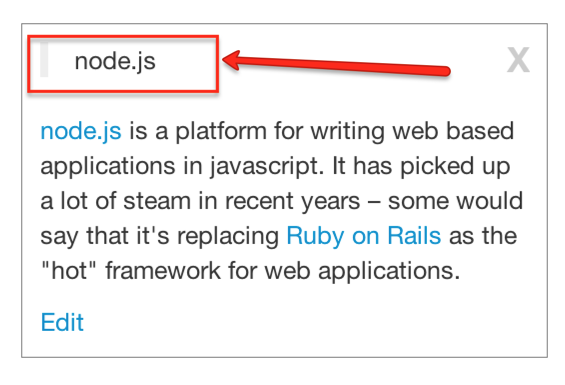 node.js
X
node.js is a platform for writing web based
applications in javascript. It has picked up
a lot of steam in recent years – some would
say that it's replacing Ruby on Rails as the
"hot" framework for web applications.
Edit